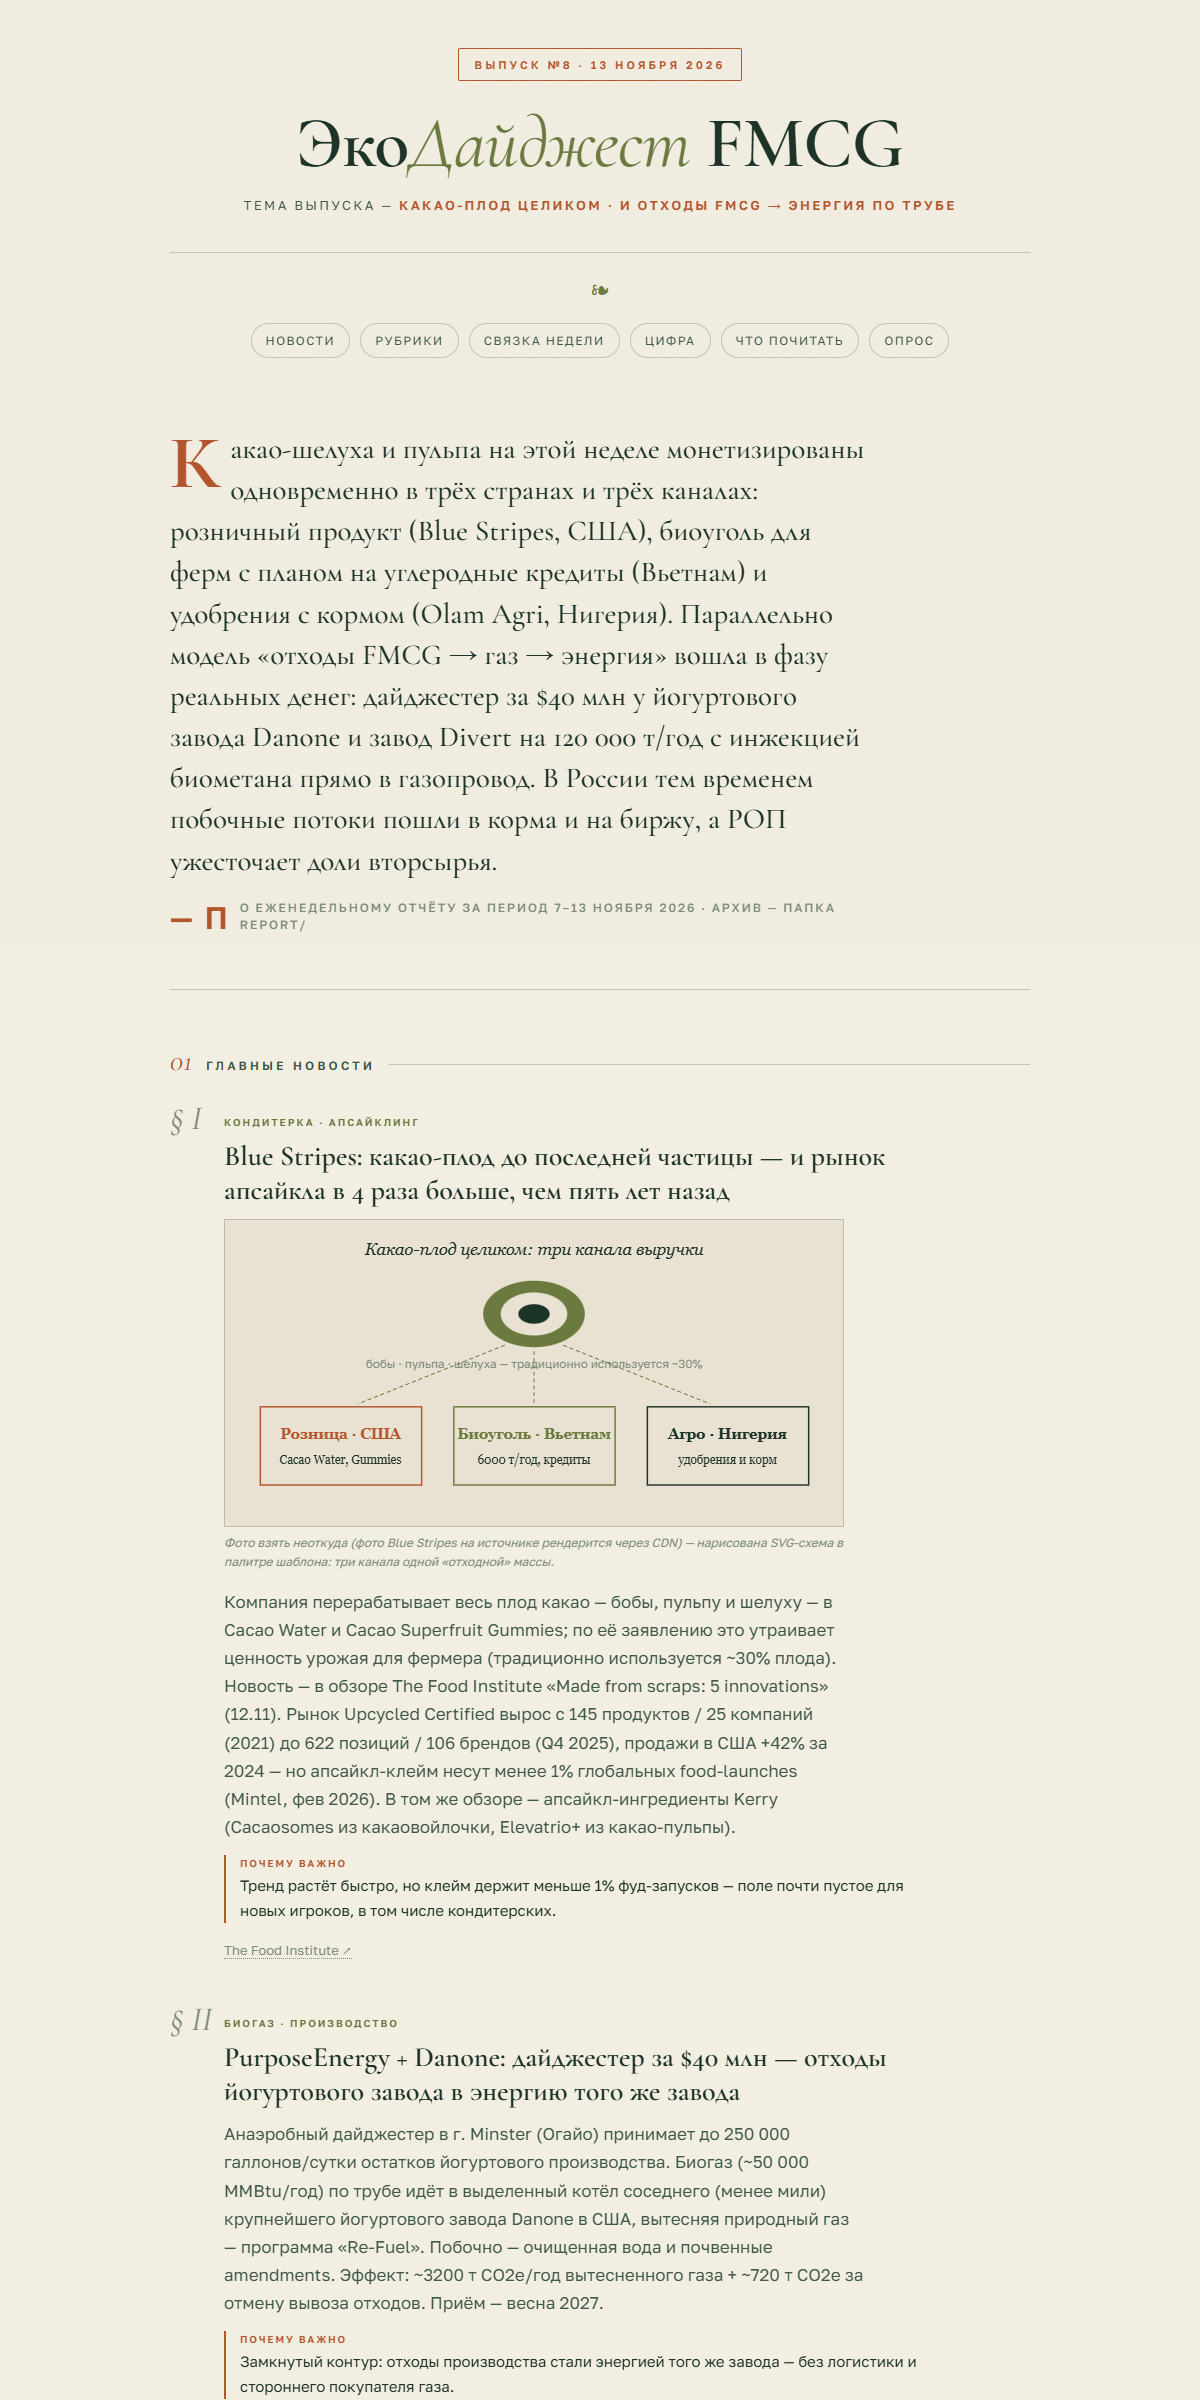 ВЫПУСК №8 · 13 НОЯБРЯ 2026
ЭкоДайджест FMCG
ТЕМА ВЫПУСКА — КАКАО-ПЛОД ЦЕЛИКОМ · И ОТХОДЫ FMCG → ЭНЕРГИЯ ПО ТРУБЕ
❧
НОВОСТИ РУБРИКИ СВЯЗКА НЕДЕЛИ ЦИФРА ЧТО ПОЧИТАТЬ ОПРОС
Какао-шелуха и пульпа на этой неделе монетизированы
одновременно в трёх странах и трёх каналах:
розничный продукт (Blue Stripes, США), биоуголь для
ферм с планом на углеродные кредиты (Вьетнам) и
удобрения с кормом (Olam Agri, Нигерия). Параллельно
модель «отходы FMCG → газ → энергия» вошла в фазу
реальных денег: дайджестер за $40 млн у йогуртового
завода Danone и завод Divert на 120 000 т/год с инжекцией
биометана прямо в газопровод. В России тем временем
побочные потоки пошли в корма и на биржу, а РОП
ужесточает доли вторсырья.
— ПО ЕЖЕНЕДЕЛЬНОМУ ОТЧЁТУ ЗА ПЕРИОД 7–13 НОЯБРЯ 2026 · АРХИВ — ПАПКА
REPORT/
01 ГЛАВНЫЕ НОВОСТИ
§ I КОНДИТЕРКА · АПСАЙКЛИНГ
Blue Stripes: какао-плод до последней частицы — и рынок
апсайкла в 4 раза больше, чем пять лет назад
Какао-плод целиком: три канала выручки
бобы · пульпа · шелуха — традиционно используется ~30%
Розница · США Биоуголь · Вьетнам Агро · Нигерия
Cacao Water, Gummies 6000 т/год, кредиты удобрения и корм
Фото взять неоткуда (фото Blue Stripes на источнике рендерится через CDN) — нарисована SVG-схема в
палитре шаблона: три канала одной «отходной» массы.
Компания перерабатывает весь плод какао — бобы, пульпу и шелуху — в
Cacao Water и Cacao Superfruit Gummies; по её заявлению это утраивает
ценность урожая для фермера (традиционно используется ~30% плода).
Новость — в обзоре The Food Institute «Made from scraps: 5 innovations»
(12.11). Рынок Upcycled Certified вырос с 145 продуктов / 25 компаний
(2021) до 622 позиций / 106 брендов (Q4 2025), продажи в США +42% за
2024 — но апсайкл-клейм несут менее 1% глобальных food-launches
(Mintel, фев 2026). В том же обзоре — апсайкл-ингредиенты Kerry
(Cacaosomes из какаовойлочки, Elevatrio+ из какао-пульпы).
ПОЧЕМУ ВАЖНО
Тренд растёт быстро, но клейм держит меньше 1% фуд-запусков — поле почти пустое для
новых игроков, в том числе кондитерских.
The Food Institute ↗
§ II БИОГАЗ · ПРОИЗВОДСТВО
PurposeEnergy + Danone: дайджестер за $40 млн — отходы
йогуртового завода в энергию того же завода
Анаэробный дайджестер в г. Minster (Огайо) принимает до 250 000
галлонов/сутки остатков йогуртового производства. Биогаз (~50 000
MMBtu/год) по трубе идёт в выделенный котёл соседнего (менее мили)
крупнейшего йогуртового завода Danone в США, вытесняя природный газ
— программа «Re-Fuel». Побочно — очищенная вода и почвенные
amendments. Эффект: ~3200 т CO2e/год вытесненного газа + ~720 т CO2e за
отмену вывоза отходов. Приём — весна 2027.
ПОЧЕМУ ВАЖНО
Замкнутый контур: отходы производства стали энергией того же завода — без логистики и
стороннего покупателя газа.